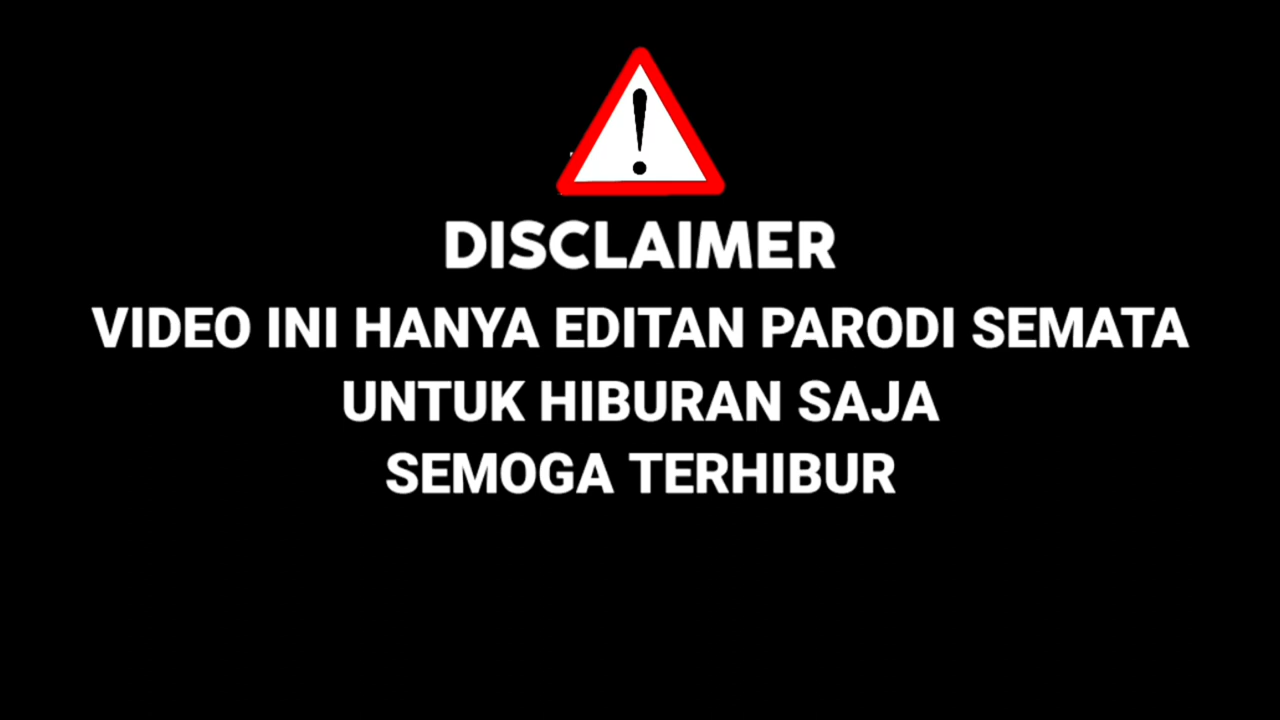 DISCLAIMER
VIDEO INI HANYA EDITAN PARODI SEMATA
UNTUK HIBURAN SAJA
SEMOGA TERHIBUR